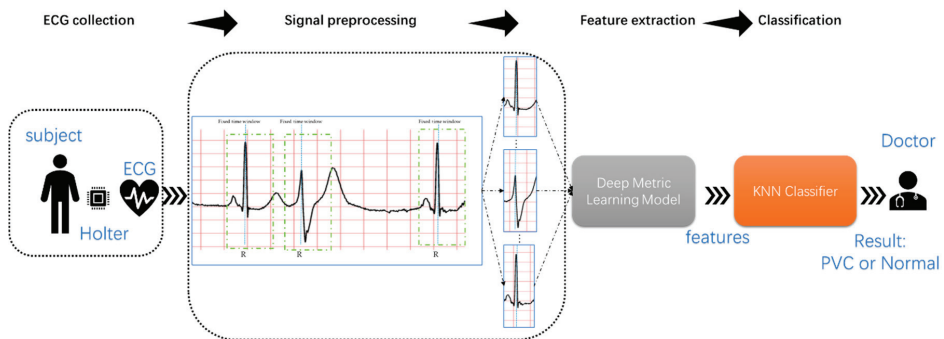 ECG collection
Signal preprocessing
Feature extraction
Classification
subject
ECG
Holter
Fixed time window
Fixed time window
Fixed time window
R
R
R
Deep Metric
Learning Model
features
KNN Classifier
Doctor
Result:
PVC or Normal